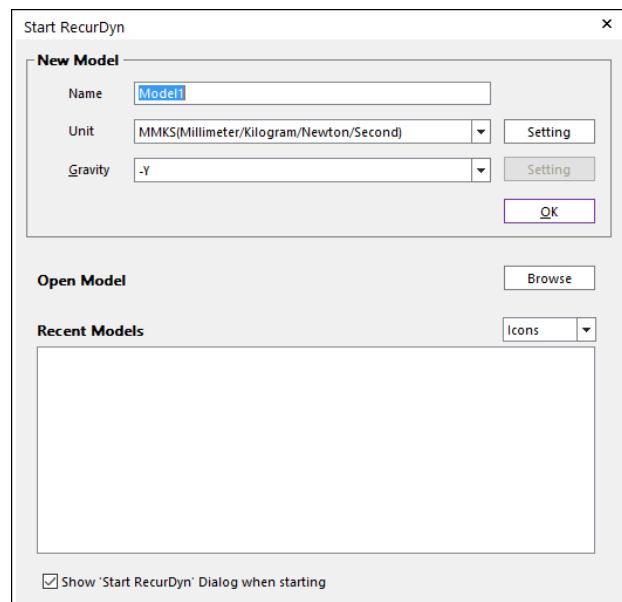 Start RecurDyn
New Model
Name Model1
Unit MMKS(Millimeter/Kilogram/Newton/Second) Setting
Gravity -Y Setting
OK
Open Model Browse
Recent Models Icons
Show 'Start RecurDyn' Dialog when starting